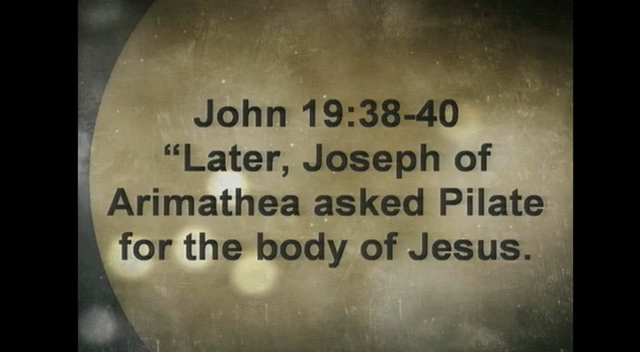 John 19:38-40
“Later, Joseph of
Arimathea asked Pilate
for the body of Jesus.